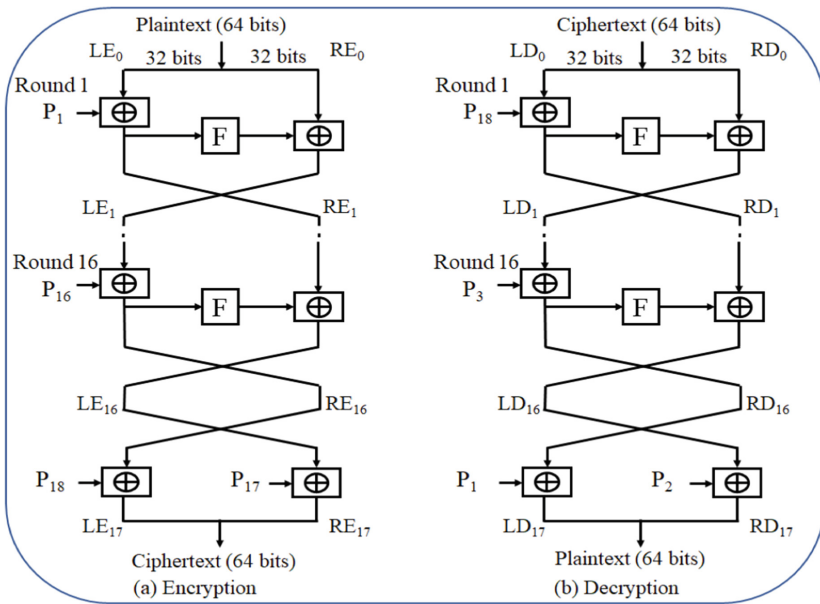 Plaintext (64 bits)
LE₀ 32 bits 32 bits RE₀
Round 1
P₁
F
LE₁ RE₁
Round 16
P₁₆
F
LE₁₆ RE₁₆
P₁₈ P₁₇
LE₁₇ RE₁₇
Ciphertext (64 bits)
(a) Encryption
Ciphertext (64 bits)
LD₀ 32 bits 32 bits RD₀
Round 1
P₁₈
F
LD₁ RD₁
Round 16
P₃
F
LD₁₆ RD₁₆
P₁ P₂
LD₁₇ RD₁₇
Plaintext (64 bits)
(b) Decryption